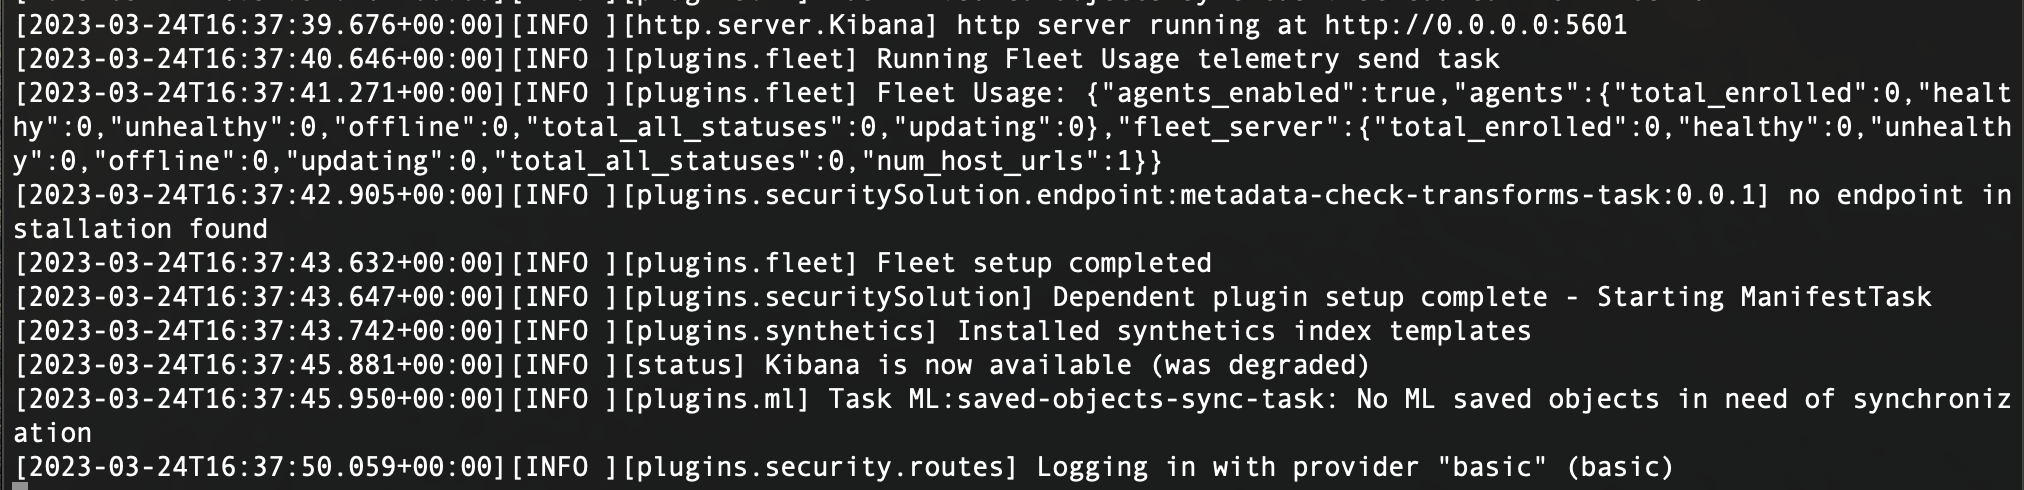 [2023-03-24T16:37:39.676+00:00][INFO ][http.server.Kibana] http server running at http://0.0.0.0:5601
[2023-03-24T16:37:40.646+00:00][INFO ][plugins.fleet] Running Fleet Usage telemetry send task
[2023-03-24T16:37:41.271+00:00][INFO ][plugins.fleet] Fleet Usage: {"agents_enabled":true,"agents":{"total_enrolled":0,"healt
hy":0,"unhealthy":0,"offline":0,"total_all_statuses":0,"updating":0},"fleet_server":{"total_enrolled":0,"healthy":0,"unhealth
y":0,"offline":0,"updating":0,"total_all_statuses":0,"num_host_urls":1}}
[2023-03-24T16:37:42.905+00:00][INFO ][plugins.securitySolution.endpoint:metadata-check-transforms-task:0.0.1] no endpoint in
stallation found
[2023-03-24T16:37:43.632+00:00][INFO ][plugins.fleet] Fleet setup completed
[2023-03-24T16:37:43.647+00:00][INFO ][plugins.securitySolution] Dependent plugin setup complete - Starting ManifestTask
[2023-03-24T16:37:43.742+00:00][INFO ][plugins.synthetics] Installed synthetics index templates
[2023-03-24T16:37:45.881+00:00][INFO ][status] Kibana is now available (was degraded)
[2023-03-24T16:37:45.950+00:00][INFO ][plugins.ml] Task ML:saved-objects-sync-task: No ML saved objects in need of synchroniz
ation
[2023-03-24T16:37:50.059+00:00][INFO ][plugins.security.routes] Logging in with provider "basic" (basic)